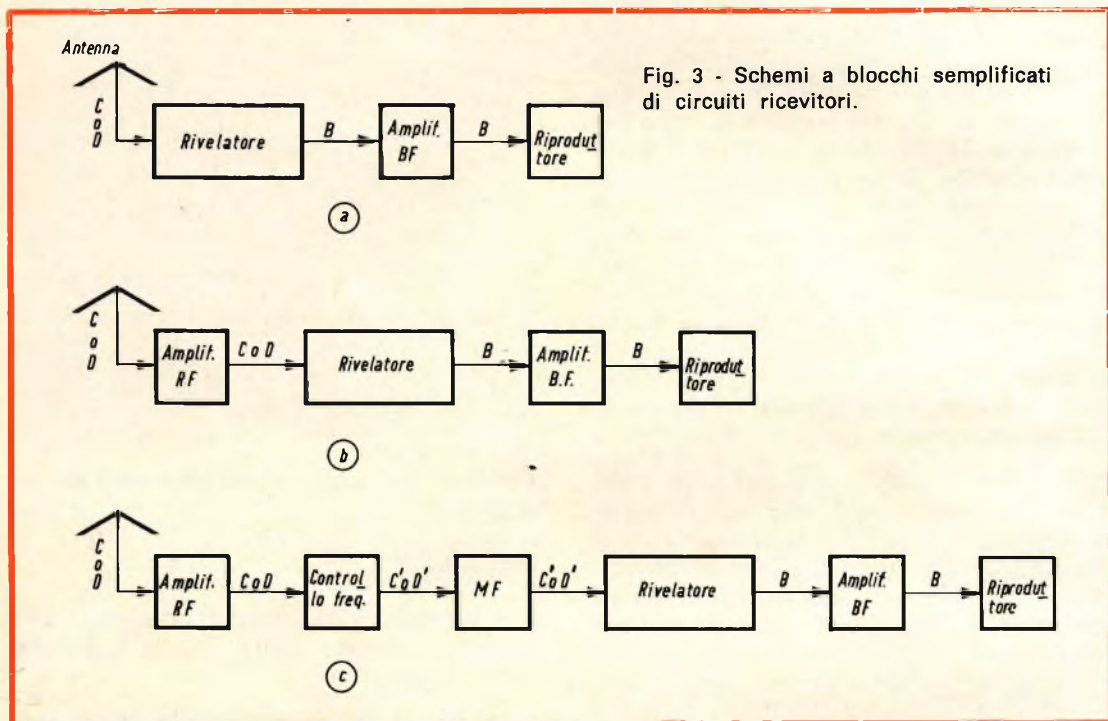 Fig. 3 - Schemi a blocchi semplificati
di circuiti ricevitori.
Antenna
C
o
D
Rivelatore
B
Amplif.
BF
B
Riprodut
tore
a
C
o
D
Amplif.
RF
C o D
Rivelatore
B
Amplif.
B.F.
B
Riprodut
tore
b
C
o
D
Amplif.
RF
C o D
Control
lo freq.
C'o D'
MF
C'o D'
Rivelatore
B
Amplif.
BF
B
Riprodut
tore
c